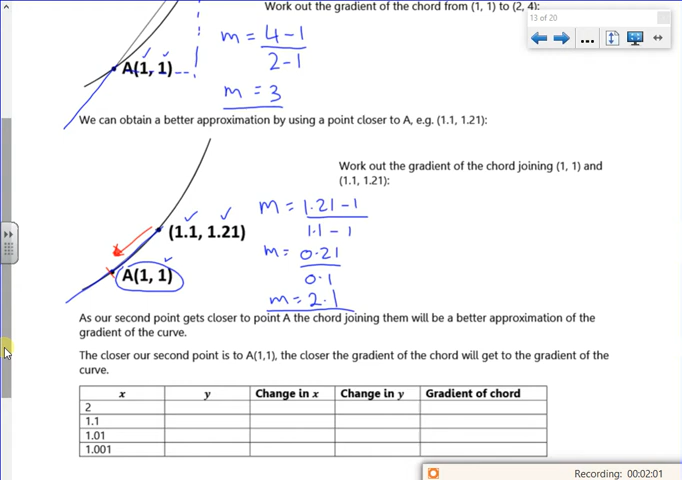 Work out the gradient of the chord from (1, 1) to (2, 4):
13 of 20
m = 4 - 1
2 - 1
A(1, 1)
m = 3
We can obtain a better approximation by using a point closer to A, e.g. (1.1, 1.21):
Work out the gradient of the chord joining (1, 1) and
(1.1, 1.21):
m = 1.21 - 1
1.1 - 1
(1.1, 1.21)
m = 0.21
0.1
A(1, 1)
m = 2.1
As our second point gets closer to point A the chord joining them will be a better approximation of the
gradient of the curve.
The closer our second point is to A(1,1), the closer the gradient of the chord will get to the gradient of the
curve.
x y Change in x Change in y Gradient of chord
2
1.1
1.01
1.001
Recording: 00:02:01